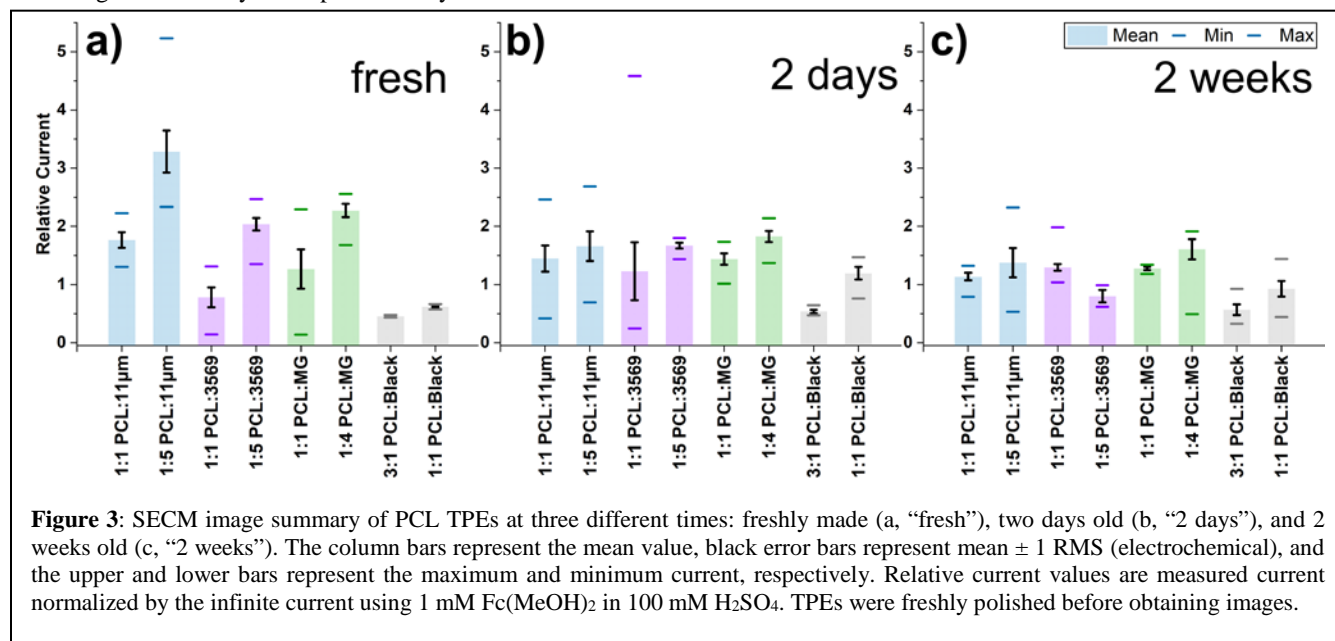 a)
fresh
b)
2 days
c)
Mean Min Max
2 weeks
Relative Current
5
4
3
2
1
0
1:1 PCL:11µm
1:5 PCL:11µm
1:1 PCL:3569
1:5 PCL:3569
1:1 PCL:MG
1:4 PCL:MG
3:1 PCL:Black
1:1 PCL:Black
5
4
3
2
1
0
1:1 PCL:11µm
1:5 PCL:11µm
1:1 PCL:3569
1:5 PCL:3569
1:1 PCL:MG
1:4 PCL:MG
3:1 PCL:Black
1:1 PCL:Black
5
4
3
2
1
0
1:1 PCL:11µm
1:5 PCL:11µm
1:1 PCL:3569
1:5 PCL:3569
1:1 PCL:MG
1:4 PCL:MG
3:1 PCL:Black
1:1 PCL:Black
Figure 3: SECM image summary of PCL TPEs at three different times: freshly made (a, “fresh”), two days old (b, “2 days”), and 2
weeks old (c, “2 weeks”). The column bars represent the mean value, black error bars represent mean ± 1 RMS (electrochemical), and
the upper and lower bars represent the maximum and minimum current, respectively. Relative current values are measured current
normalized by the infinite current using 1 mM Fc(MeOH)₂ in 100 mM H₂SO₄. TPEs were freshly polished before obtaining images.